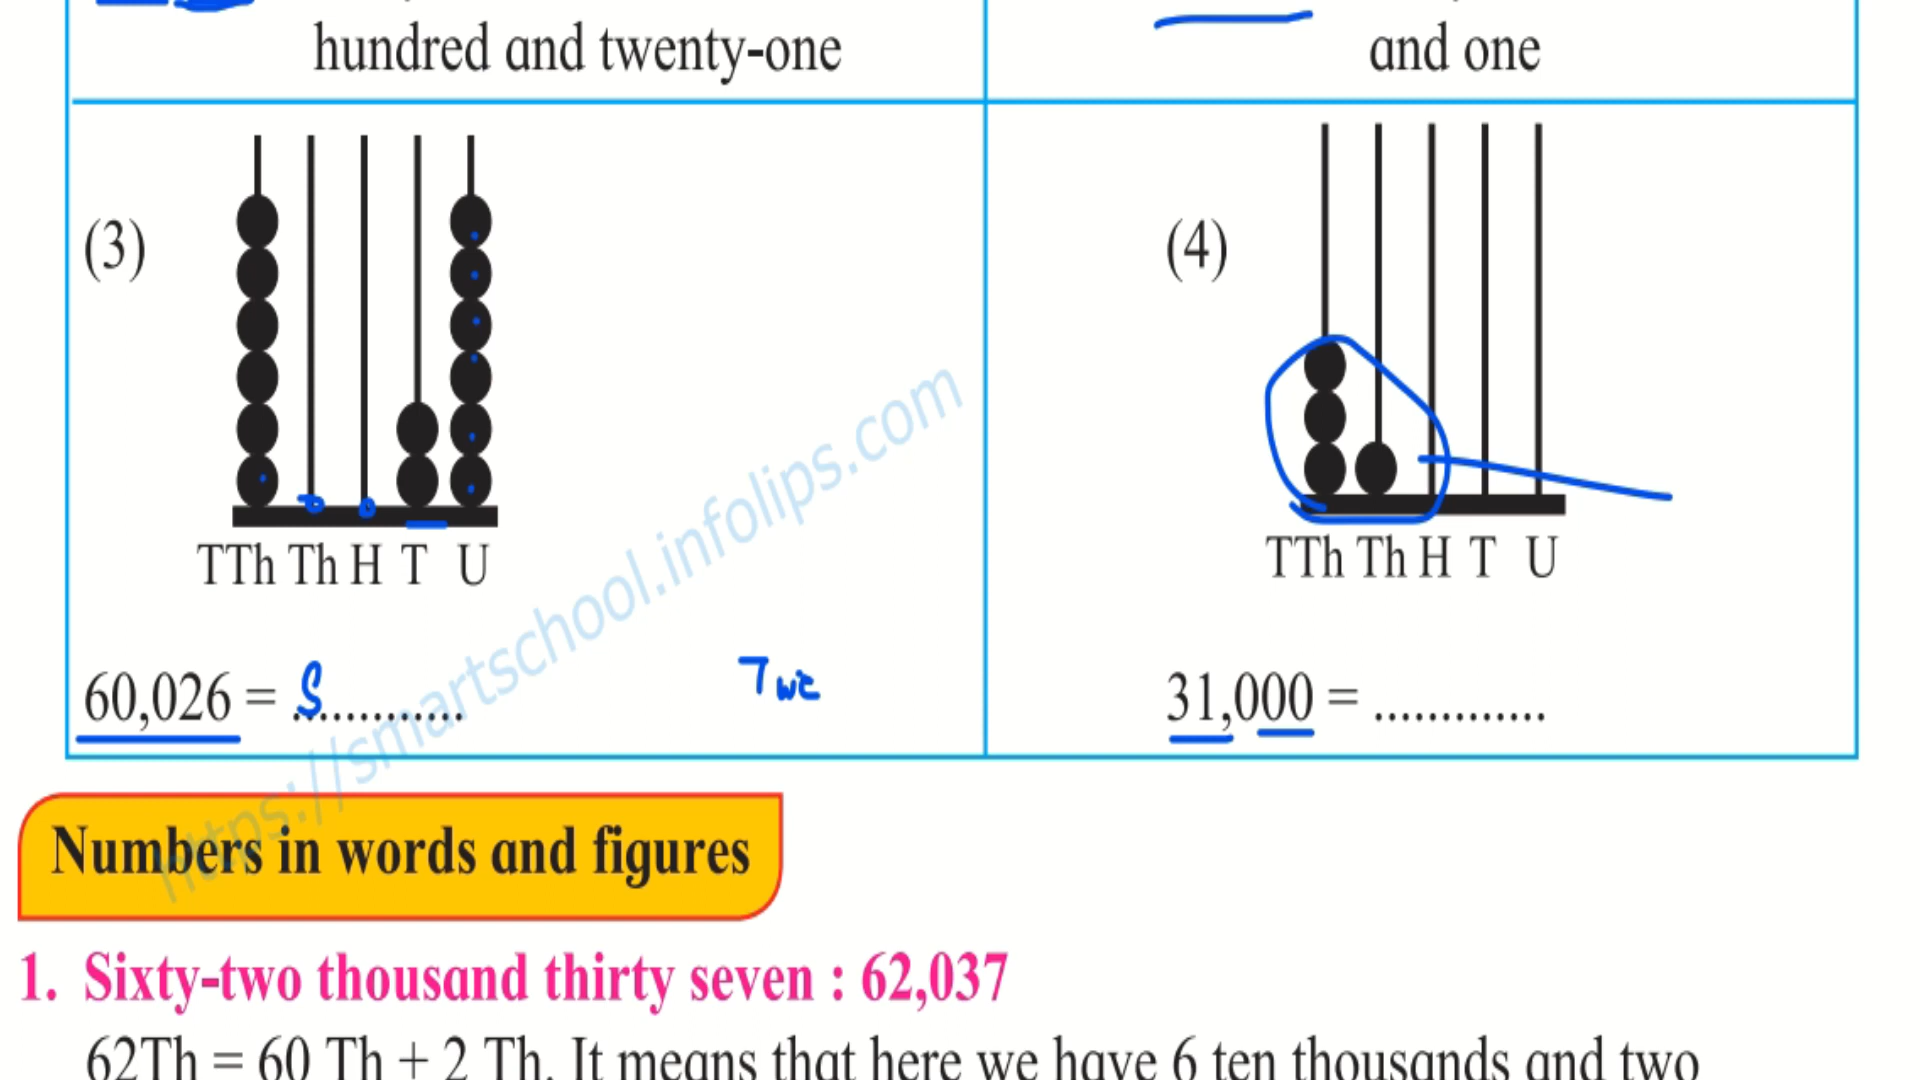 hundred and twenty-one
and one
(3)
TTh Th H T U
60,026 = S.............
Twe
(4)
TTh Th H T U
31,000 = .............
https://smartschool.infolips.com
Numbers in words and figures
1. Sixty-two thousand thirty seven : 62,037
62Th = 60 Th + 2 Th. It means that here we have 6 ten thousands and two